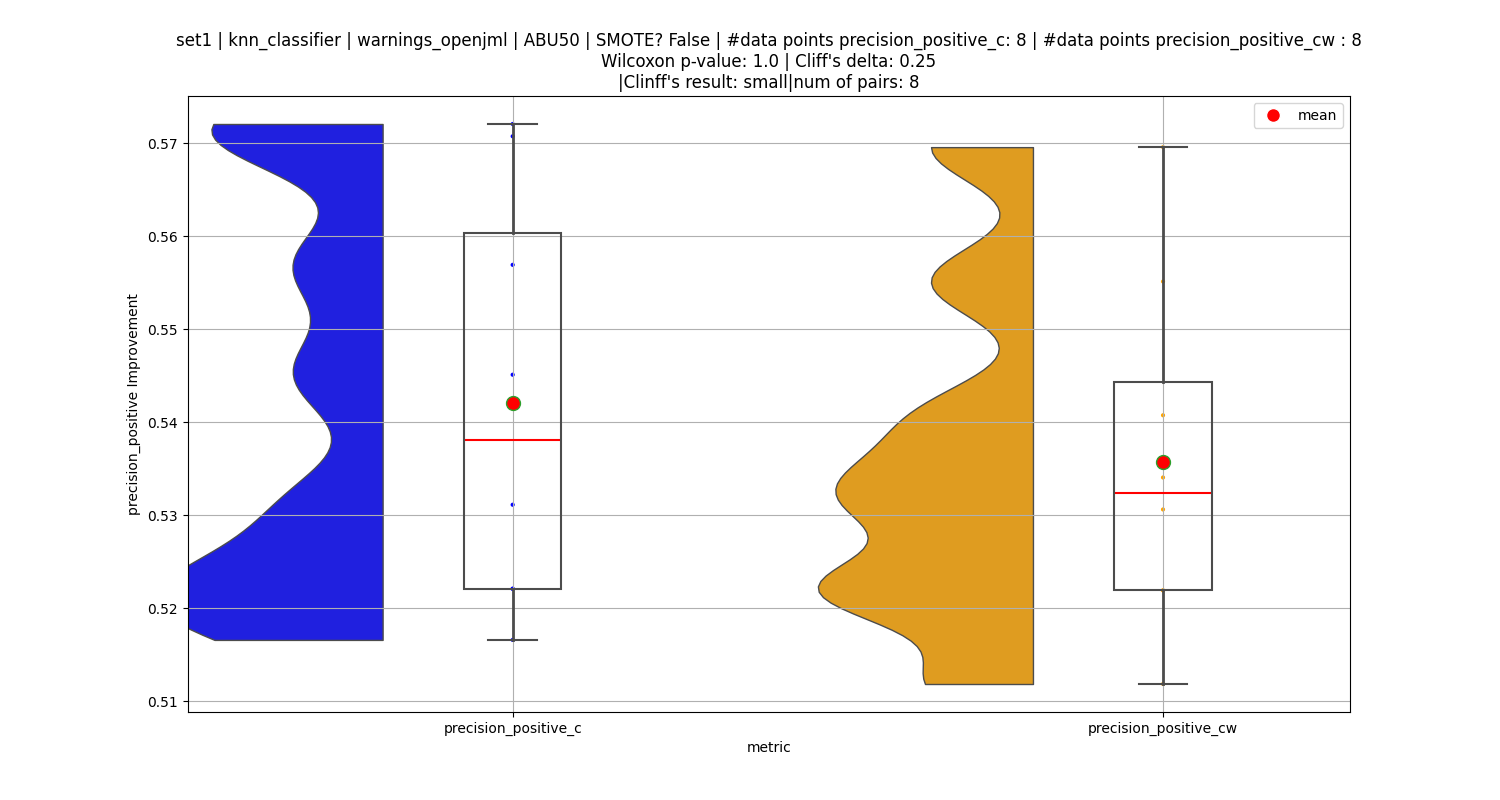 set1 | knn_classifier | warnings_openjml | ABU50 | SMOTE? False | #data points precision_positive_c: 8 | #data points precision_positive_cw : 8
Wilcoxon p-value: 1.0 | Cliff's delta: 0.25
|Clinff's result: small|num of pairs: 8
mean
0.57
0.56
0.55
0.54
0.53
0.52
0.51
precision_positive Improvement
precision_positive_c
precision_positive_cw
metric